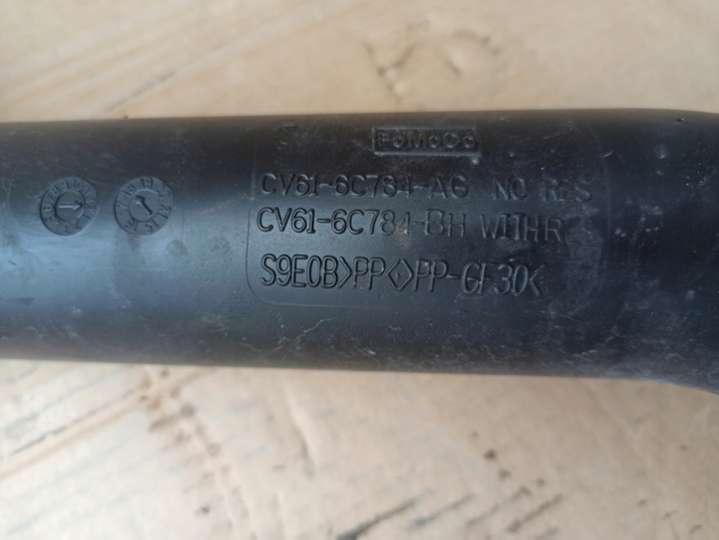 FOMOCO
CV61-6C784-AG NO RES
CV61-6C784-BH WITH R
S9E0B>PP<>PP-GF30<